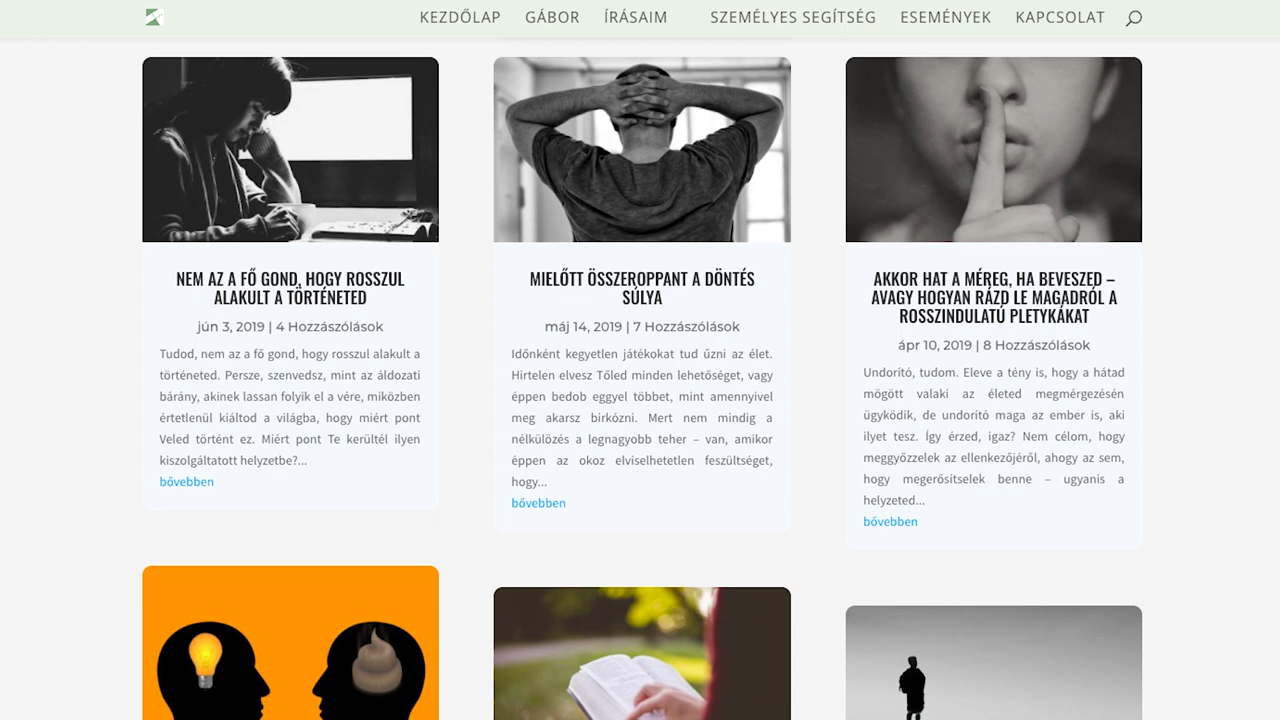 KEZDŐLAP GÁBOR ÍRÁSAIM SZEMÉLYES SEGÍTSÉG ESEMÉNYEK KAPCSOLAT
NEM AZ A FŐ GOND, HOGY ROSSZUL
ALAKULT A TÖRTÉNETED
jún 3, 2019 | 4 Hozzászólások
Tudod, nem az a fő gond, hogy rosszul alakult a
történeted. Persze, szenvedsz, mint az áldozati
bárány, akinek lassan folyik el a vére, miközben
értetlenül kiáltod a világba, hogy miért pont
Veled történt ez. Miért pont Te kerültél ilyen
kiszolgáltatott helyzetbe?...
bővebben
MIELŐTT ÖSSZEROPPANT A DÖNTÉS
SÚLYA
máj 14, 2019 | 7 Hozzászólások
Időnként kegyetlen játékokat tud űzni az élet.
Hirtelen elvesz Tőled minden lehetőséget, vagy
éppen bedob eggyel többet, mint amennyivel
meg akarsz birkózni. Mert nem mindig a
nélkülözés a legnagyobb teher – van, amikor
éppen az okoz elviselhetetlen feszültséget,
hogy...
bővebben
AKKOR HAT A MÉREG, HA BEVESZED –
AVAGY HOGYAN RÁZD LE MAGADRÓL A
ROSSZINDULATÚ PLETYKÁKAT
ápr 10, 2019 | 8 Hozzászólások
Undorító, tudom. Eleve a tény is, hogy a hátad
mögött valaki az életed megmérgezésén
ügyködik, de undorító maga az ember is, aki
ilyet tesz. Így érzed, igaz? Nem célom, hogy
meggyőzzelek az ellenkezőjéről, ahogy az sem,
hogy megerősítselek benne – ugyanis a
helyzeted...
bővebben